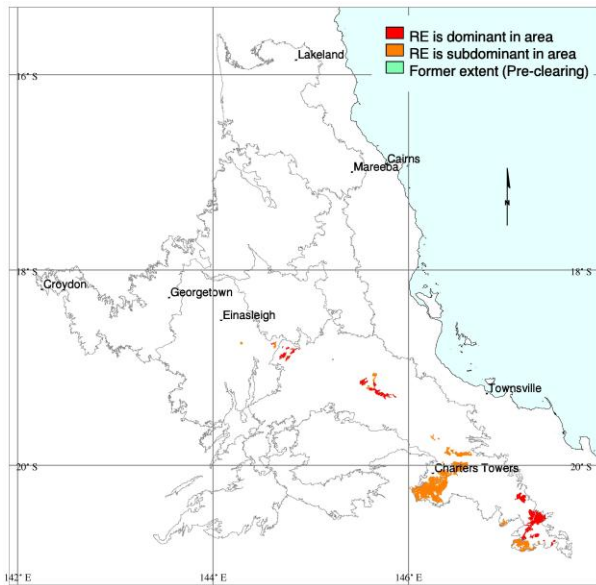 RE is dominant in area
RE is subdominant in area
Former extent (Pre-clearing)
Lakeland
16° S
Cairns
Mareeba
N
18° S
18° S
Croydon
Georgetown
Einasleigh
Townsville
20° S
Charters Towers
20° S
142° E
144° E
146° E